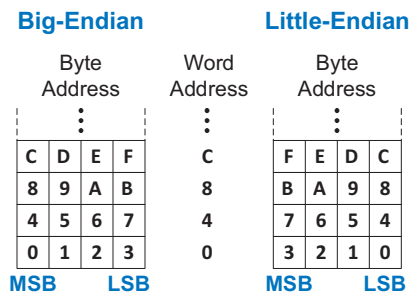 Big-Endian Little-Endian
Byte Address Word Address Byte Address
C D E F C F E D C
8 9 A B 8 B A 9 8
4 5 6 7 4 7 6 5 4
0 1 2 3 0 3 2 1 0
MSB LSB MSB LSB